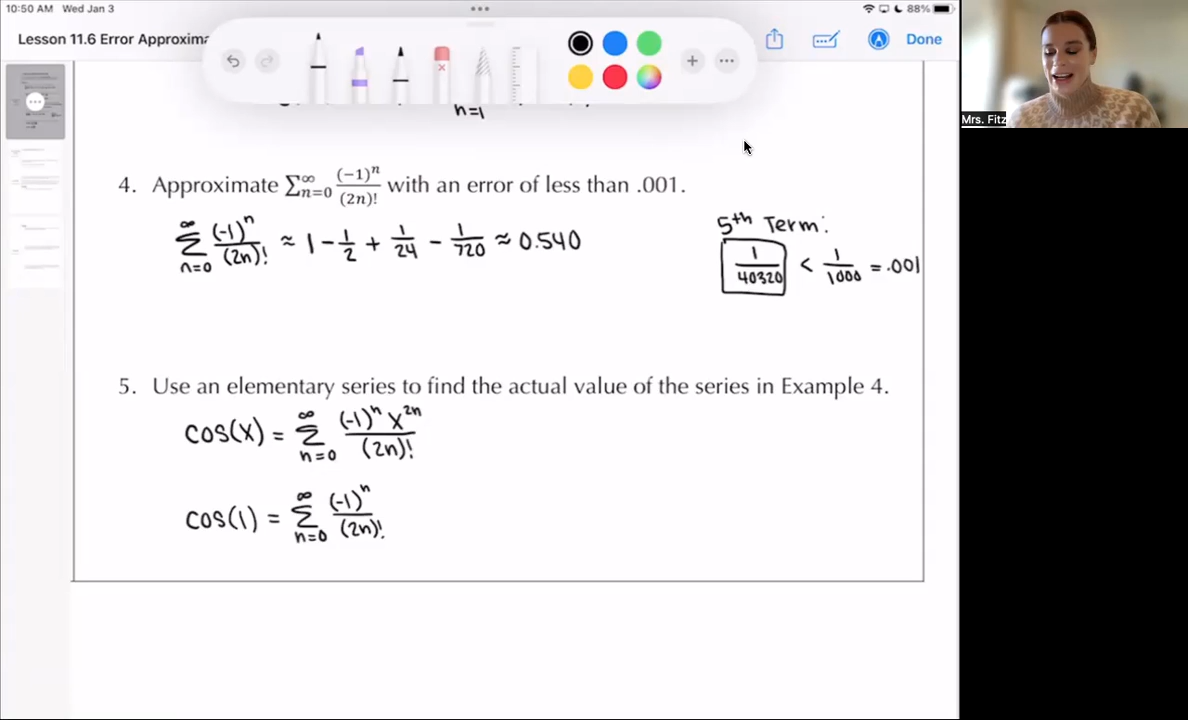 10:50 AM Wed Jan 3
88%
Lesson 11.6 Error Approxima
Done
Mrs. Fitz
n=1
4. Approximate ∑_{n=0}^{∞} (−1)^n/(2n)! with an error of less than .001.
∑_{n=0}^{∞} (-1)^n/(2n)! ≈ 1 − 1/2 + 1/24 − 1/720 ≈ 0.540
5th Term:
1/40320 < 1/1000 = .001
5. Use an elementary series to find the actual value of the series in Example 4.
cos(x) = ∑_{n=0}^{∞} (-1)^n x^{2n}/(2n)!
cos(1) = ∑_{n=0}^{∞} (-1)^n/(2n)!